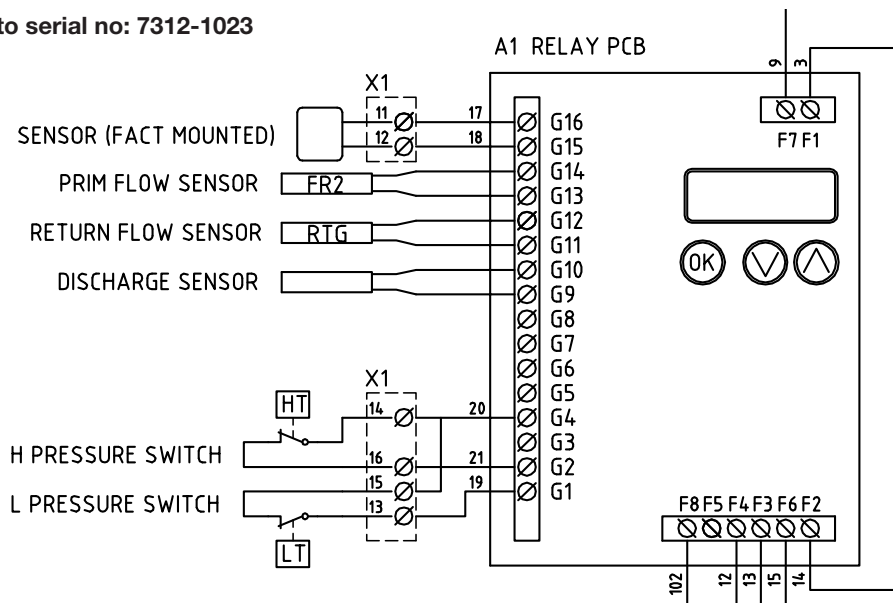 to serial no: 7312-1023
A1 RELAY PCB
9 3
X1
11 17 G16
F7 F1
SENSOR (FACT MOUNTED) 12 18 G15
G14
PRIM FLOW SENSOR FR2
G13
G12
RETURN FLOW SENSOR RTG
G11
OK
G10
DISCHARGE SENSOR
G9
G8
G7
G6
X1
G5
HT 14 20 G4
G3
H PRESSURE SWITCH 16 21 G2
15 19 G1
L PRESSURE SWITCH 13
F8 F5 F4 F3 F6 F2
LT
102 12 13 15 14